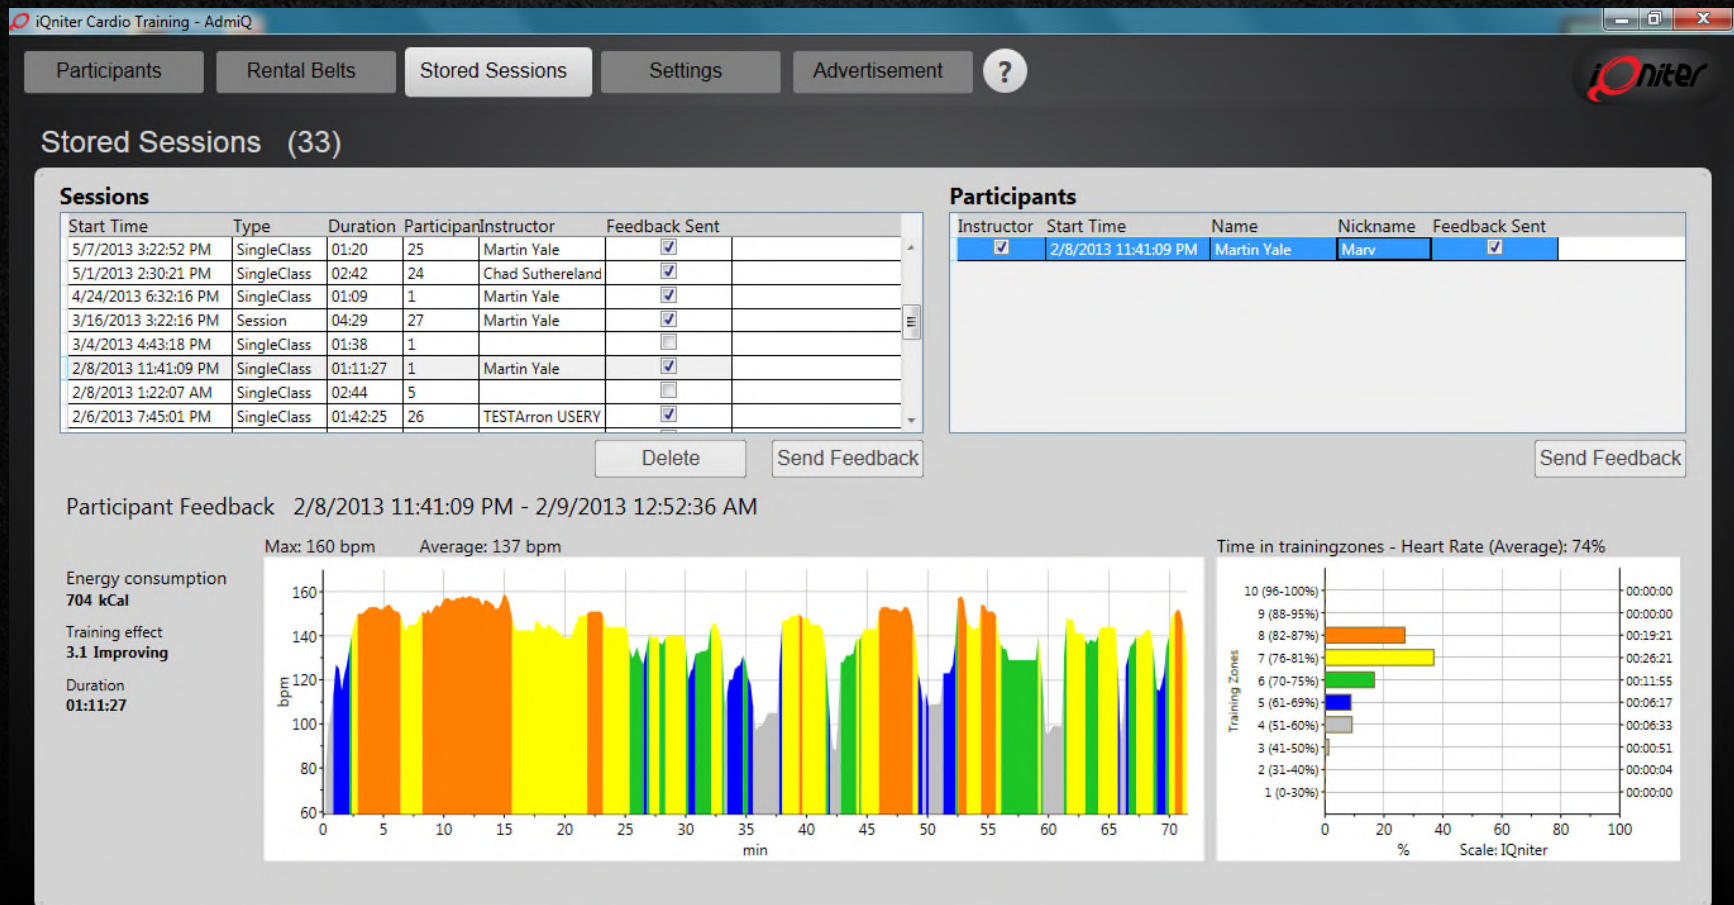 iQniter Cardio Training - AdmiQ
Participants Rental Belts Stored Sessions Settings Advertisement ?
iQniter
Stored Sessions (33)
Sessions
Start Time Type Duration Participan Instructor Feedback Sent
5/7/2013 3:22:52 PM SingleClass 01:20 25 Martin Yale
5/1/2013 2:30:21 PM SingleClass 02:42 24 Chad Suthereland
4/24/2013 6:32:16 PM SingleClass 01:09 1 Martin Yale
3/16/2013 3:22:16 PM Session 04:29 27 Martin Yale
3/4/2013 4:43:18 PM SingleClass 01:38 1
2/8/2013 11:41:09 PM SingleClass 01:11:27 1 Martin Yale
2/8/2013 1:22:07 AM SingleClass 02:44 5
2/6/2013 7:45:01 PM SingleClass 01:42:25 26 TESTArron USERY
Delete Send Feedback
Participants
Instructor Start Time Name Nickname Feedback Sent
2/8/2013 11:41:09 PM Martin Yale Marv
Send Feedback
Participant Feedback 2/8/2013 11:41:09 PM - 2/9/2013 12:52:36 AM
Energy consumption
704 kCal
Training effect
3.1 Improving
Duration
01:11:27
Max: 160 bpm Average: 137 bpm
bpm
160
140
120
100
80
60
0 5 10 15 20 25 30 35 40 45 50 55 60 65 70
min
Time in trainingzones - Heart Rate (Average): 74%
Training Zones
10 (96-100%) 00:00:00
9 (88-95%) 00:00:00
8 (82-87%) 00:19:21
7 (76-81%) 00:26:21
6 (70-75%) 00:11:55
5 (61-69%) 00:06:17
4 (51-60%) 00:06:33
3 (41-50%) 00:00:51
2 (31-40%) 00:00:04
1 (0-30%) 00:00:00
0 20 40 60 80 100
% Scale: IQniter